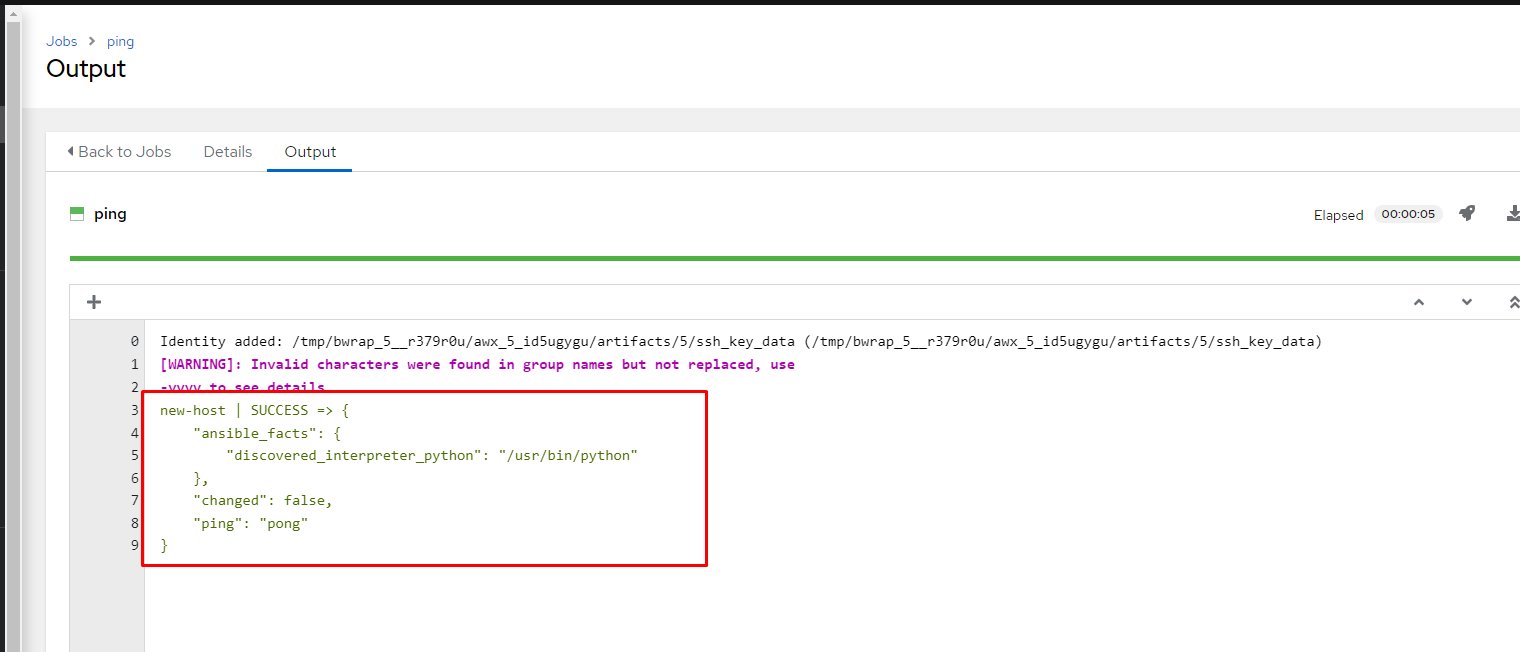 Jobs > ping
Output
Back to Jobs Details Output
ping Elapsed 00:00:05
0 Identity added: /tmp/bwrap_5__r379r0u/awx_5_id5ugygu/artifacts/5/ssh_key_data (/tmp/bwrap_5__r379r0u/awx_5_id5ugygu/artifacts/5/ssh_key_data)
1 [WARNING]: Invalid characters were found in group names but not replaced, use
2 -vvvv to see details
3 new-host | SUCCESS => {
4 "ansible_facts": {
5 "discovered_interpreter_python": "/usr/bin/python"
6 },
7 "changed": false,
8 "ping": "pong"
9 }